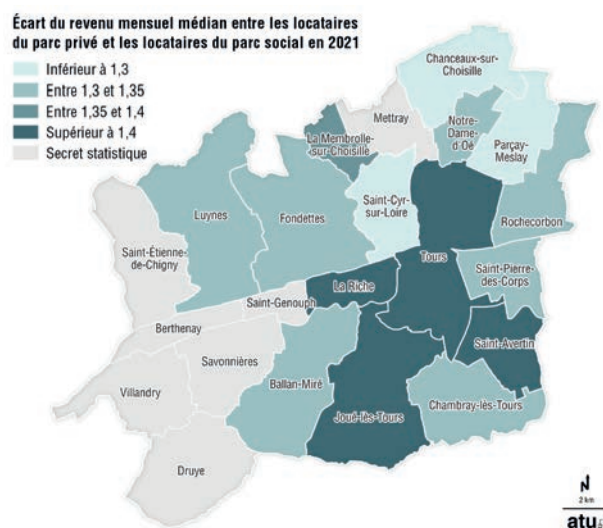 Écart du revenu mensuel médian entre les locataires
du parc privé et les locataires du parc social en 2021
Inférieur à 1,3
Entre 1,3 et 1,35
Entre 1,35 et 1,4
Supérieur à 1,4
Secret statistique
Chanceaux-sur-
Choisille
Mettray
Notre-
Dame-
d'Oé
La Membrolle-
sur-Choisille
Parçay-
Meslay
Luynes
Fondettes
Saint-Cyr-
sur-Loire
Rochecorbon
Saint-Étienne-
de-Chigny
Tours
Saint-Pierre-
des-Corps
La Riche
Saint-Genouph
Berthenay
Saint-Avertin
Savonnières
Villandry
Ballan-Miré
Joué-lès-Tours
Chambray-lès-Tours
Druye
N
2 km
atu